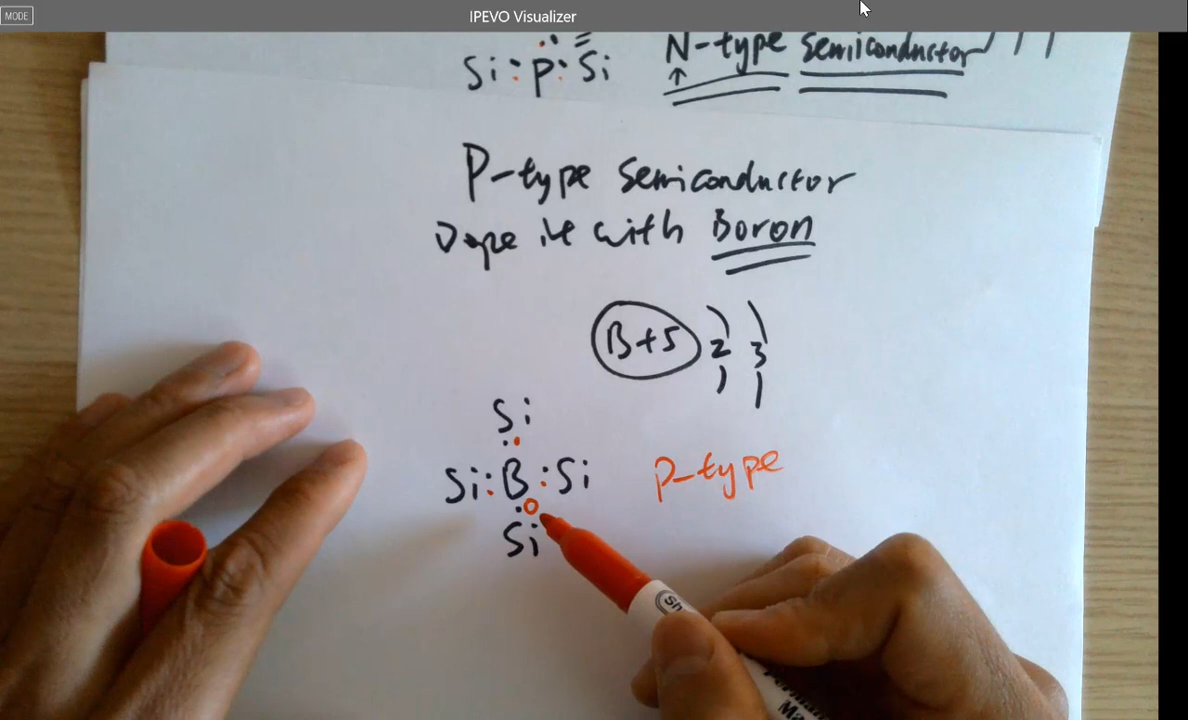 MODE
IPEVO Visualizer
Si : P : Si N-type semiconductor
P-type semiconductor
Dope it with Boron
B+5 2 3
Si
Si : B : Si P-type
Si
Sh